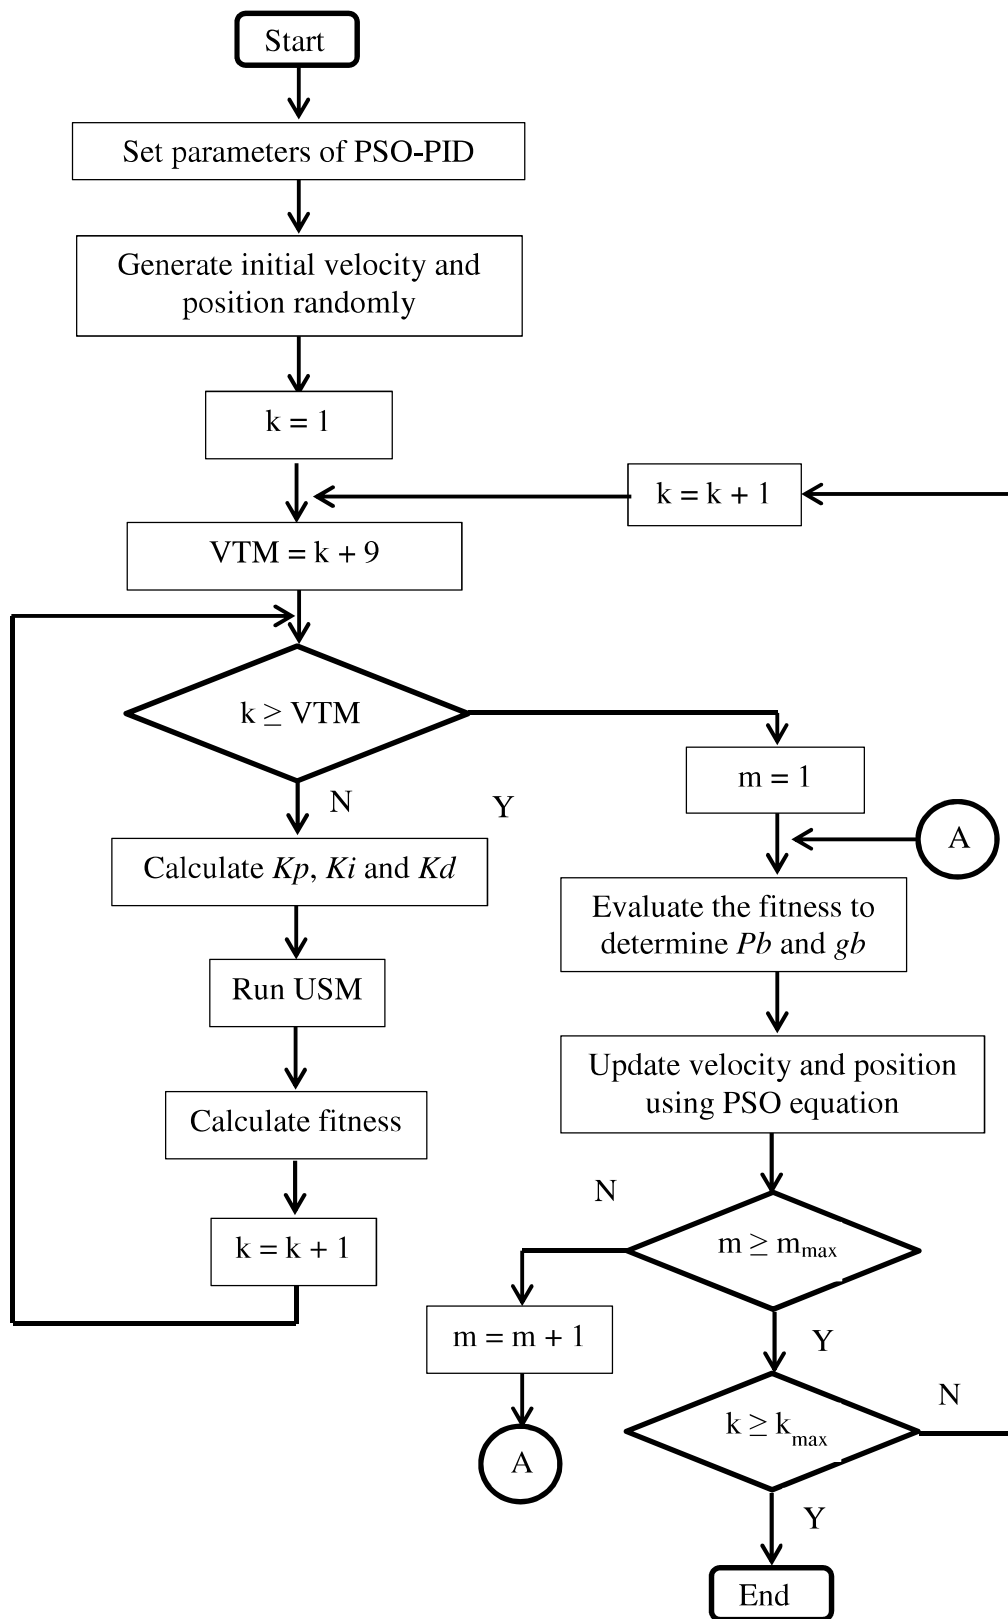 Start
Set parameters of PSO-PID
Generate initial velocity and
position randomly
k = 1
k = k + 1
VTM = k + 9
k ≥ VTM
N
Y
m = 1
A
Calculate Kp, Ki and Kd
Evaluate the fitness to
determine Pb and gb
Run USM
Update velocity and position
using PSO equation
Calculate fitness
N
k = k + 1
m ≥ mmax
m = m + 1
Y
N
k ≥ kmax
A
Y
End